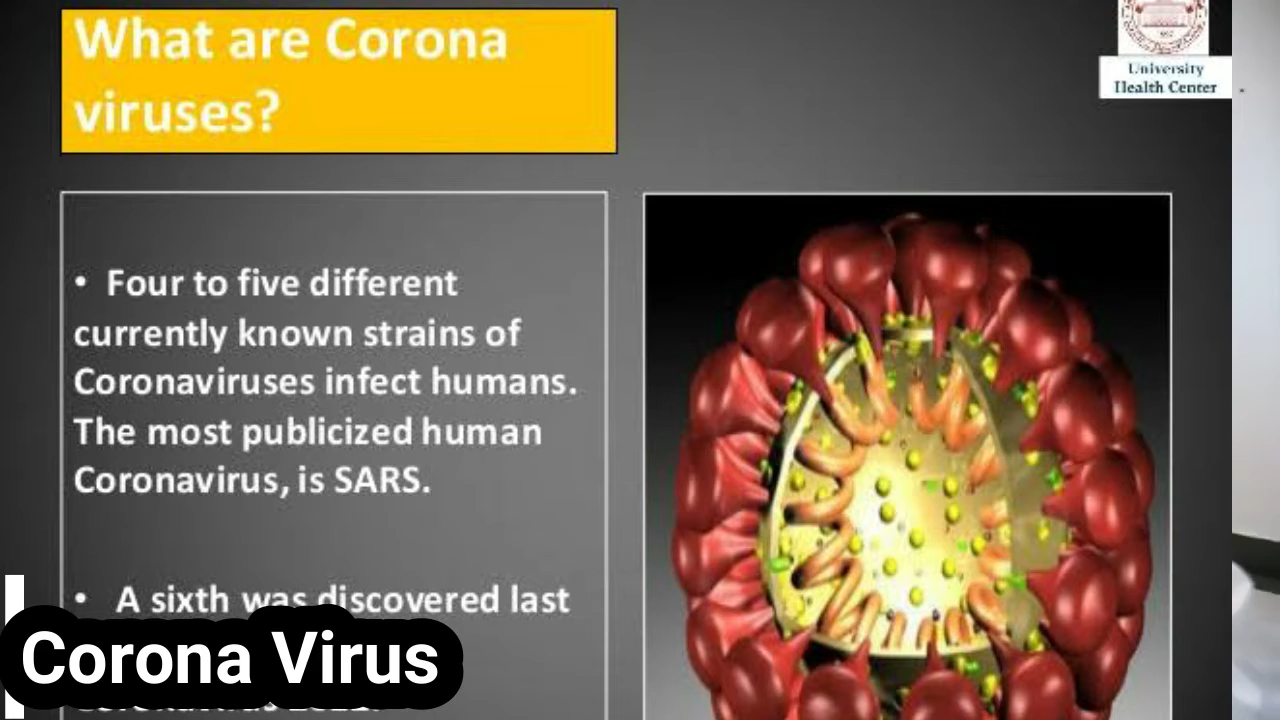 What are Corona
viruses?
University
Health Center
• Four to five different
currently known strains of
Coronaviruses infect humans.
The most publicized human
Coronavirus, is SARS.
• A sixth was discovered last
Corona Virus